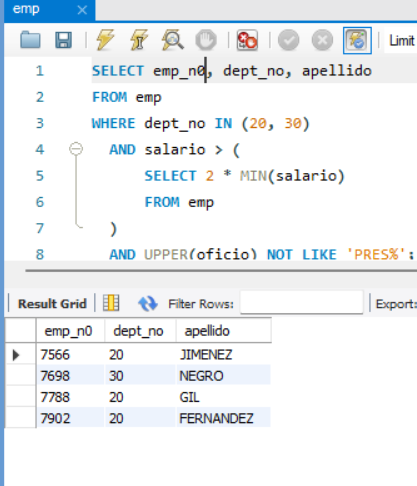 emp
Limit
1 SELECT emp_n0, dept_no, apellido
2 FROM emp
3 WHERE dept_no IN (20, 30)
4 AND salario > (
5 SELECT 2 * MIN(salario)
6 FROM emp
7 )
8 AND UPPER(oficio) NOT LIKE 'PRES%';
Result Grid Filter Rows: Export:
emp_n0 dept_no apellido
7566 20 JIMENEZ
7698 30 NEGRO
7788 20 GIL
7902 20 FERNANDEZ